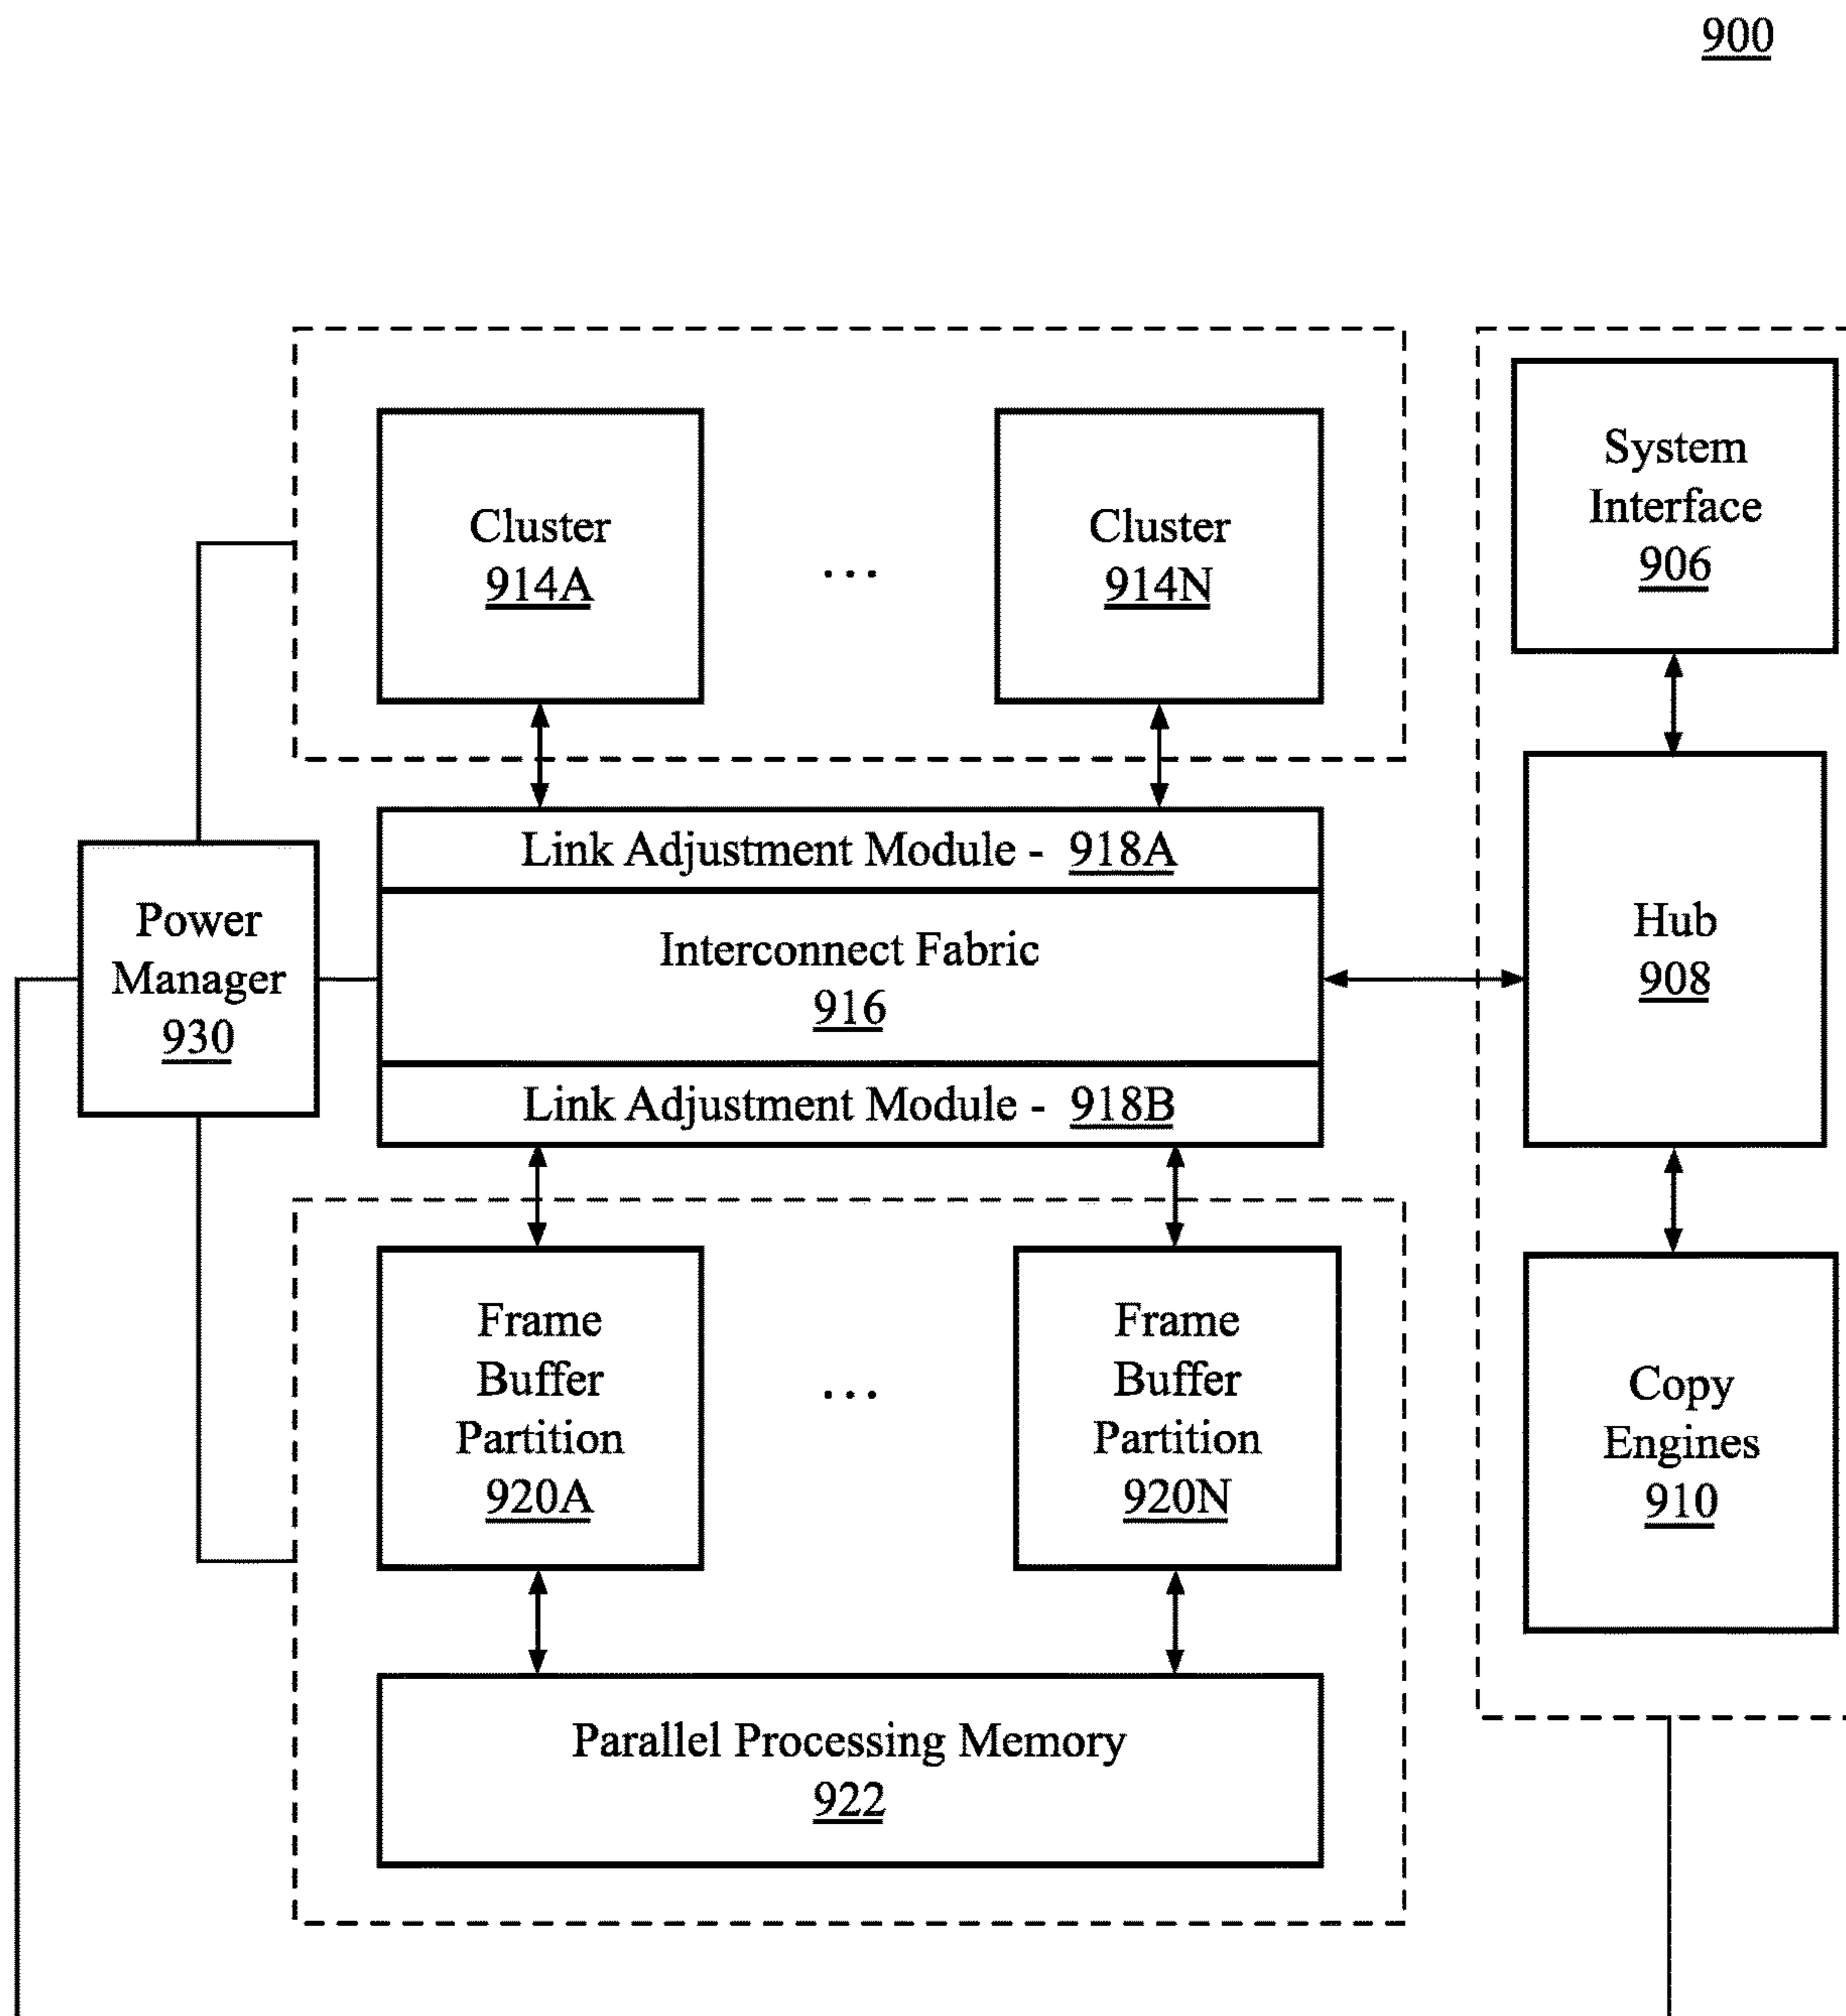 900
Cluster
914A
...
Cluster
914N
System
Interface
906
Link Adjustment Module - 918A
Power
Manager
930
Interconnect Fabric
916
Hub
908
Link Adjustment Module - 918B
Frame
Buffer
Partition
920A
...
Frame
Buffer
Partition
920N
Copy
Engines
910
Parallel Processing Memory
922